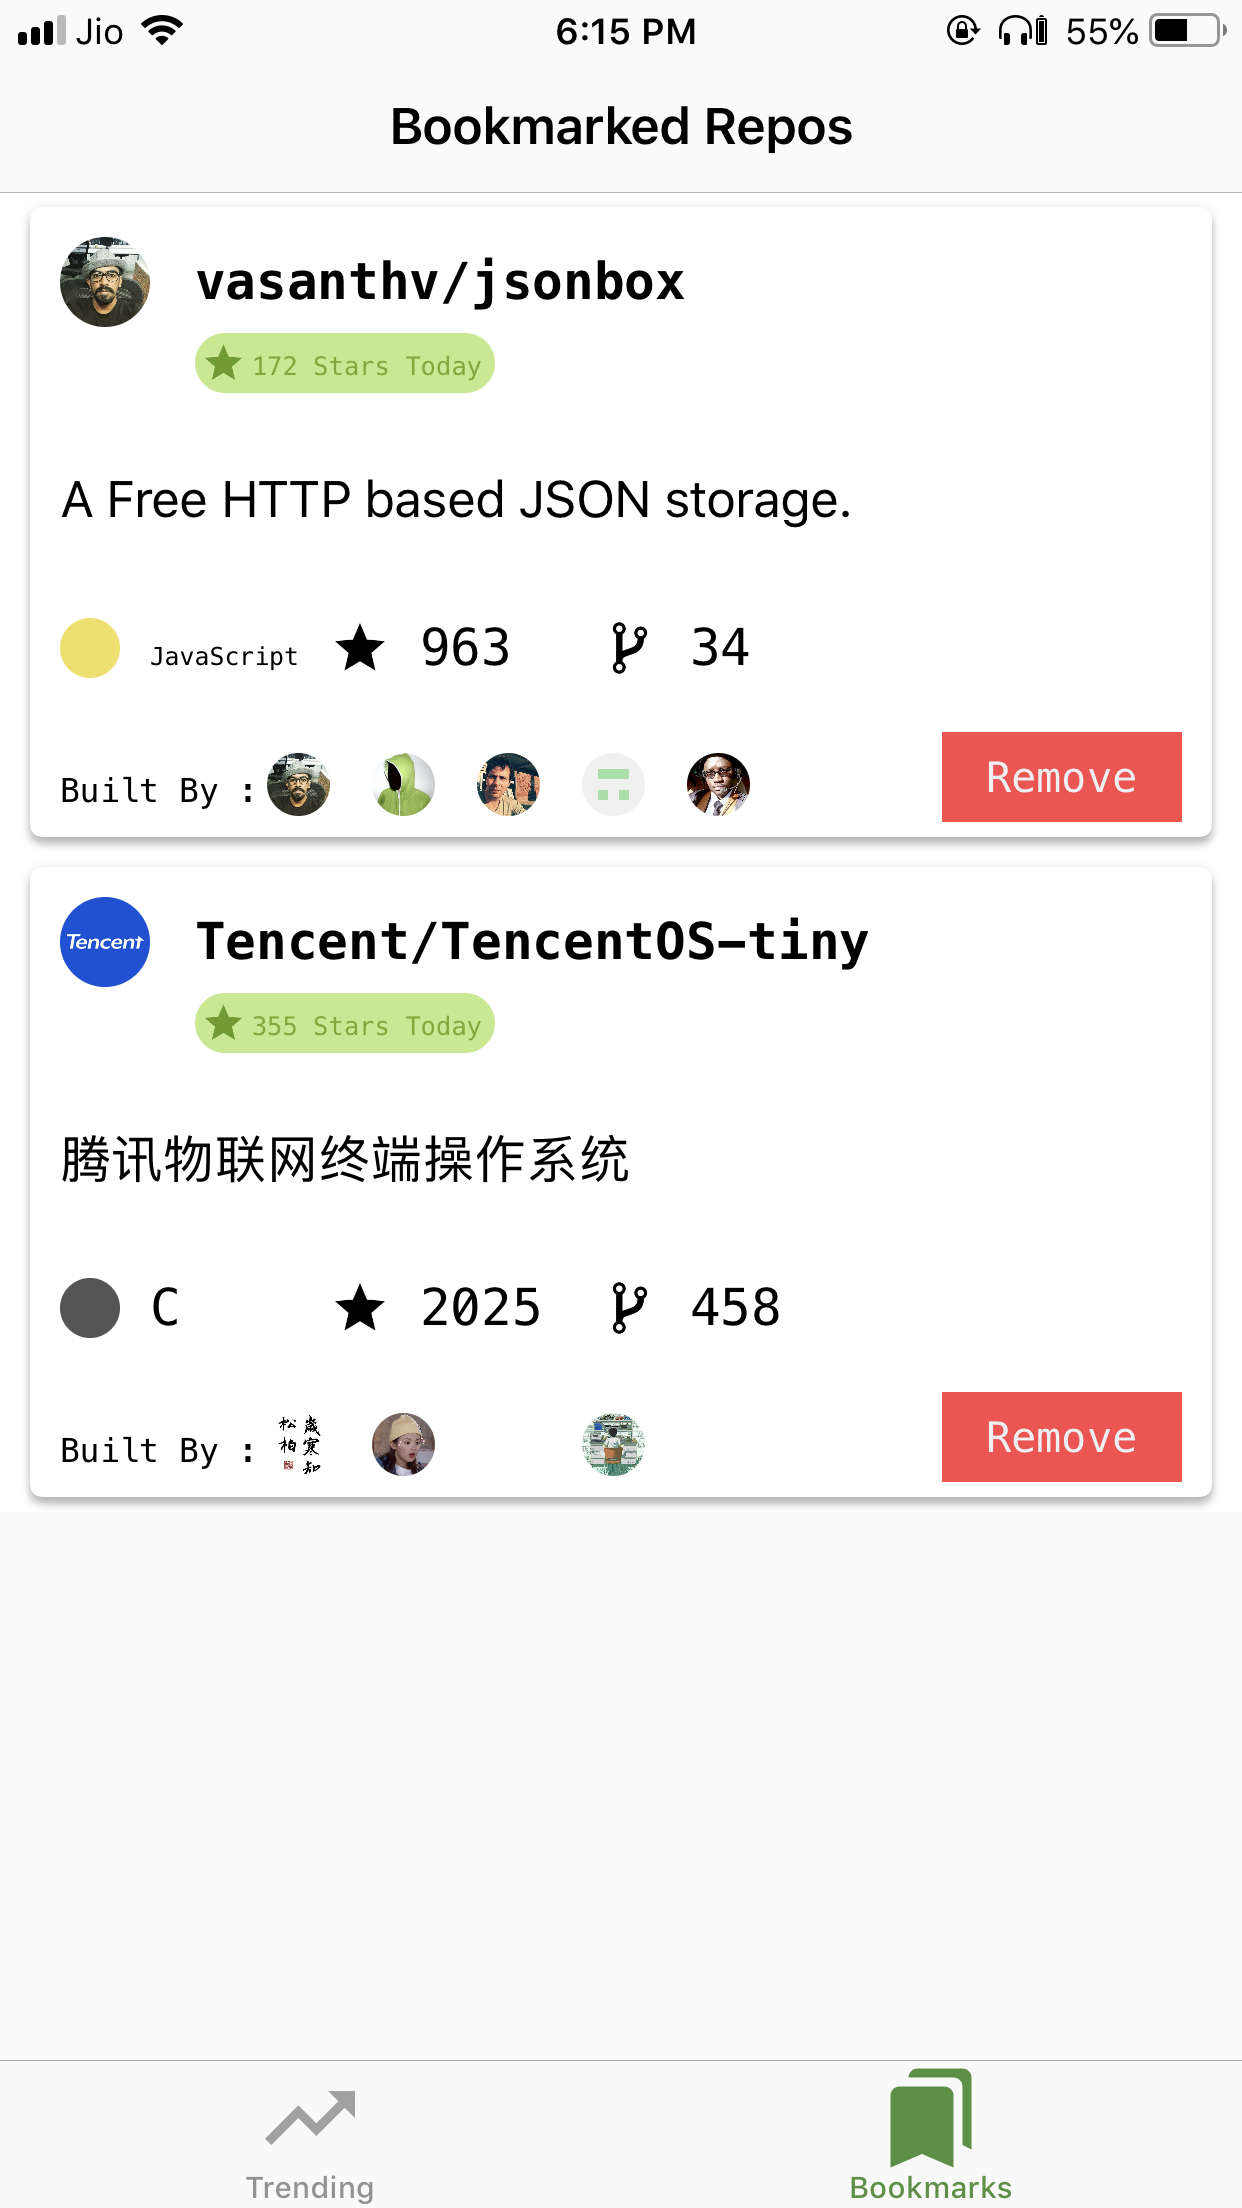 Jio 6:15 PM 55%
Bookmarked Repos
vasanthv/jsonbox
172 Stars Today
A Free HTTP based JSON storage.
JavaScript 963 34
Built By :
Remove
Tencent
Tencent/TencentOS-tiny
355 Stars Today
腾讯物联网终端操作系统
C 2025 458
Built By :
歲寒知
松柏
Remove
Trending
Bookmarks